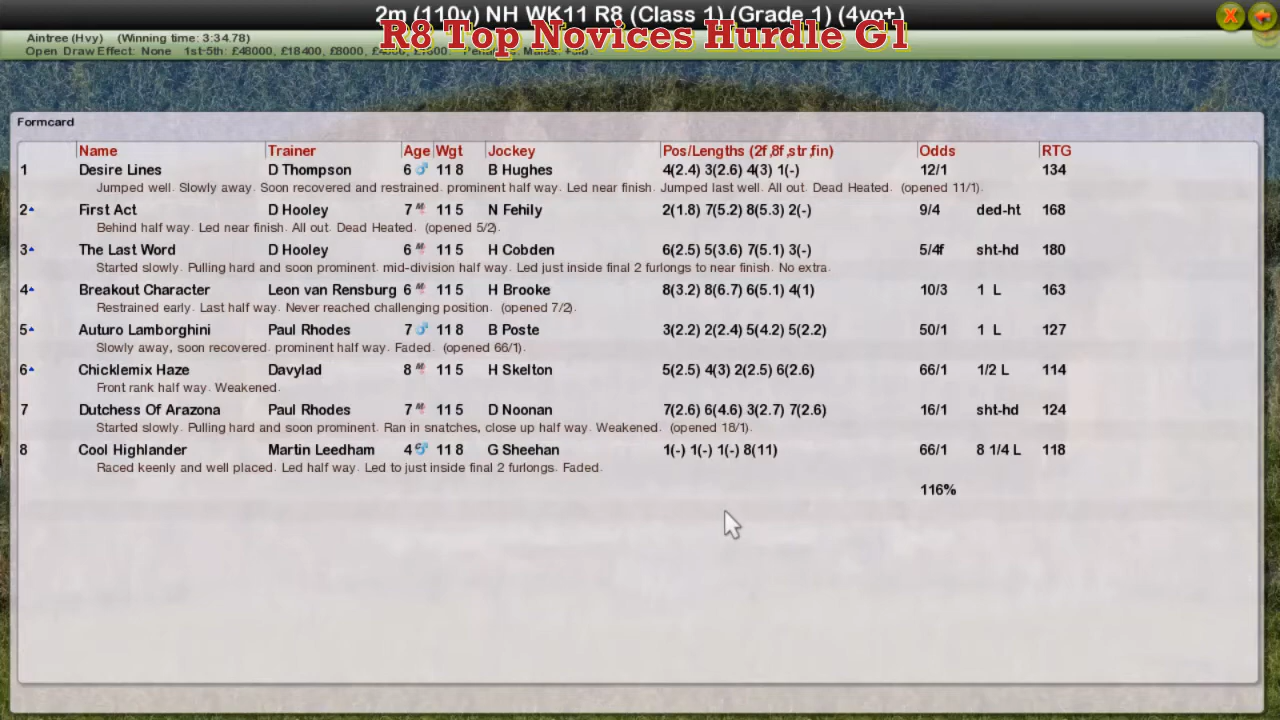 2m (110y) NH WK11 R8 (Class 1) (Grade 1) (4yo+)
R8 Top Novices Hurdle G1
Aintree (Hvy) (Winning time: 3:34.78)
Open Draw Effect: None 1st-5th: £48000, £18400, £8000,
Formcard
Name Trainer Age Wgt Jockey Pos/Lengths (2f,8f,str,fin) Odds RTG
1 Desire Lines D Thompson 6 11 8 B Hughes 4(2.4) 3(2.6) 4(3) 1(-) 12/1 134
Jumped well. Slowly away. Soon recovered and restrained. prominent half way. Led near finish. Jumped last well. All out. Dead Heated. (opened 11/1).
2 First Act D Hooley 7 11 5 N Fehily 2(1.8) 7(5.2) 8(5.3) 2(-) 9/4 ded-ht 168
Behind half way. Led near finish. All out. Dead Heated. (opened 5/2).
3 The Last Word D Hooley 6 11 5 H Cobden 6(2.5) 5(3.6) 7(5.1) 3(-) 5/4f sht-hd 180
Started slowly. Pulling hard and soon prominent. mid-division half way. Led just inside final 2 furlongs to near finish. No extra.
4 Breakout Character Leon van Rensburg 6 11 5 H Brooke 8(3.2) 8(6.7) 6(5.1) 4(1) 10/3 1 L 163
Restrained early. Last half way. Never reached challenging position. (opened 7/2).
5 Auturo Lamborghini Paul Rhodes 7 11 8 B Poste 3(2.2) 2(2.4) 5(4.2) 5(2.2) 50/1 1 L 127
Slowly away, soon recovered. prominent half way. Faded. (opened 66/1).
6 Chicklemix Haze Davylad 8 11 5 H Skelton 5(2.5) 4(3) 2(2.5) 6(2.6) 66/1 1/2 L 114
Front rank half way. Weakened.
7 Dutchess Of Arazona Paul Rhodes 7 11 5 D Noonan 7(2.6) 6(4.6) 3(2.7) 7(2.6) 16/1 sht-hd 124
Started slowly. Pulling hard and soon prominent. Ran in snatches, close up half way. Weakened. (opened 18/1).
8 Cool Highlander Martin Leedham 4 11 8 G Sheehan 1(-) 1(-) 1(-) 8(11) 66/1 8 1/4 L 118
Raced keenly and well placed. Led half way. Led to just inside final 2 furlongs. Faded.
116%